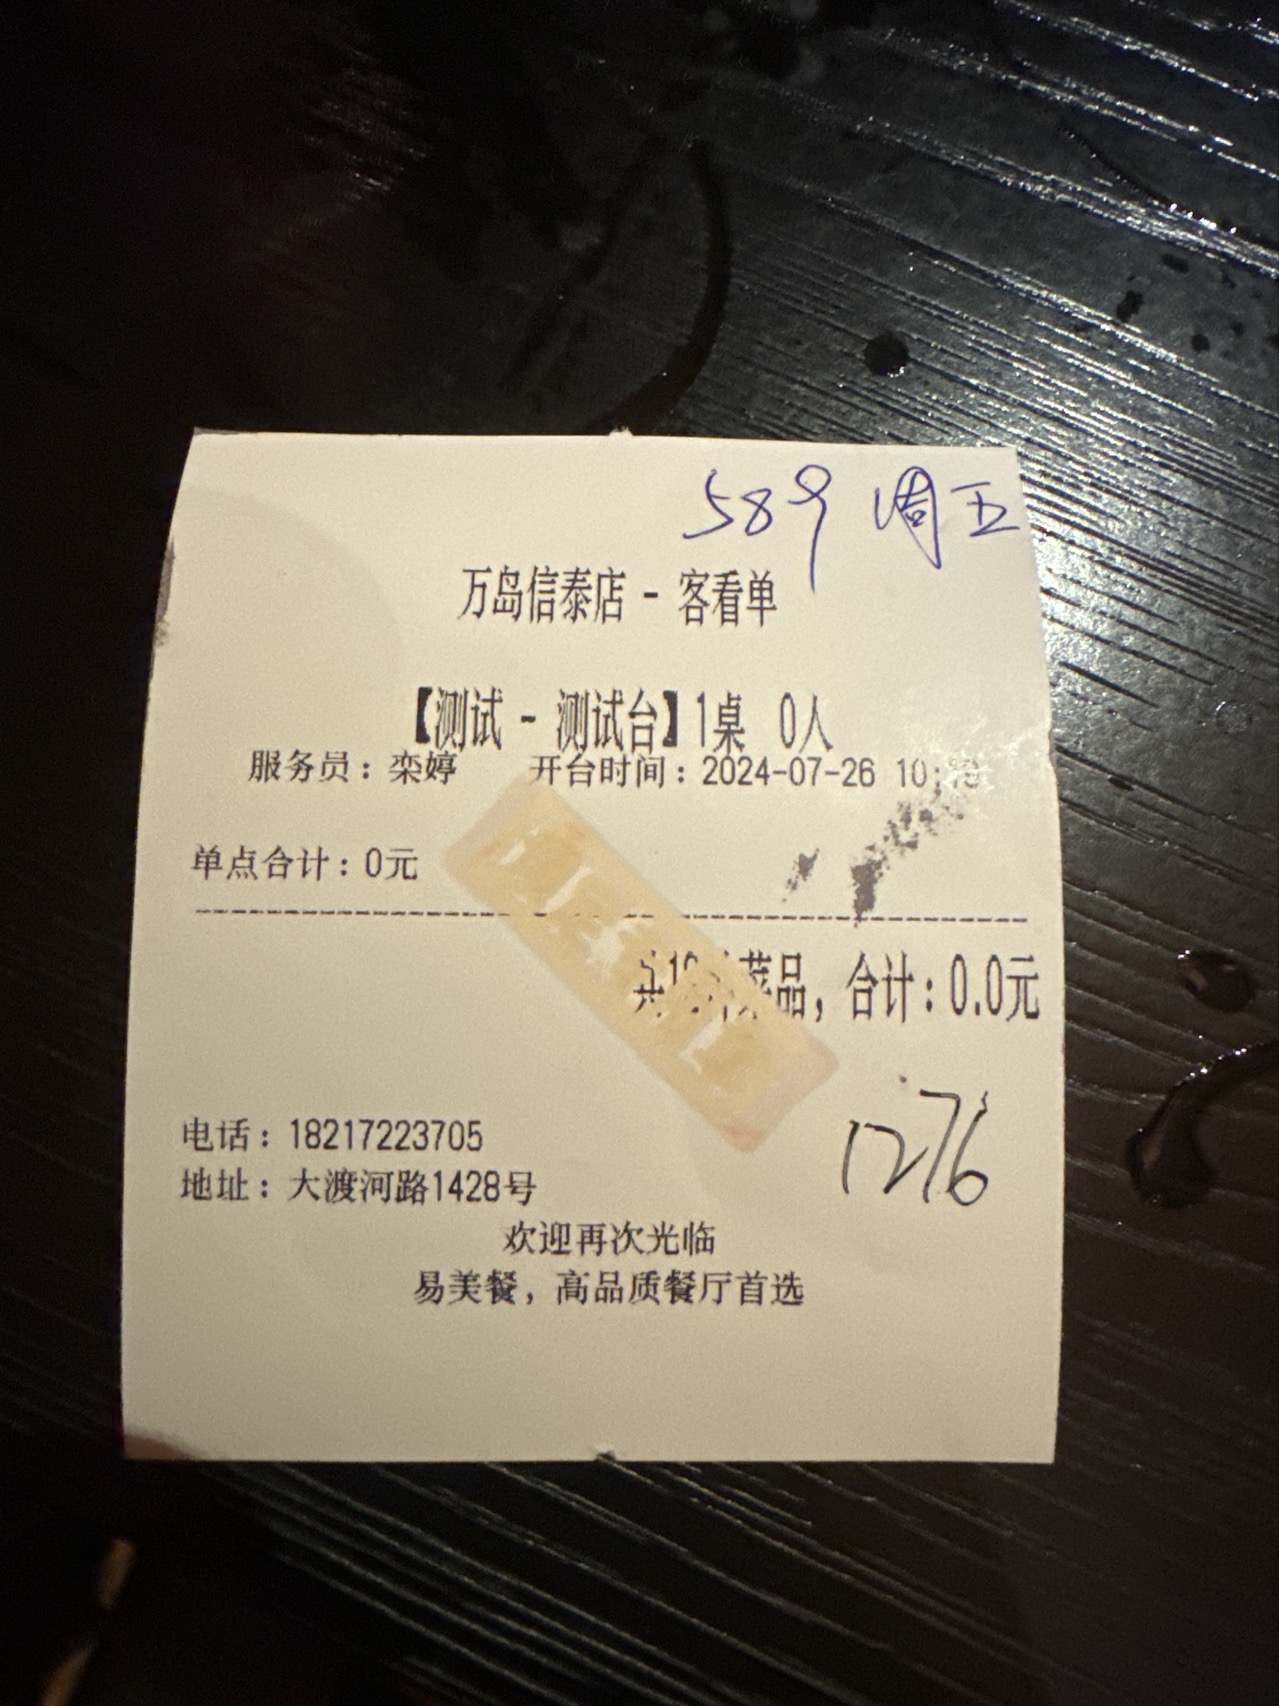 589 周五
万岛信泰店 - 客看单
【测试 - 测试台】1桌 0人
服务员：栾婷 开台时间：2024-07-26
单点合计：0元
菜品，合计：0.0元
1276
电话：18217223705
地址：大渡河路1428号
欢迎再次光临
易美餐，高品质餐厅首选